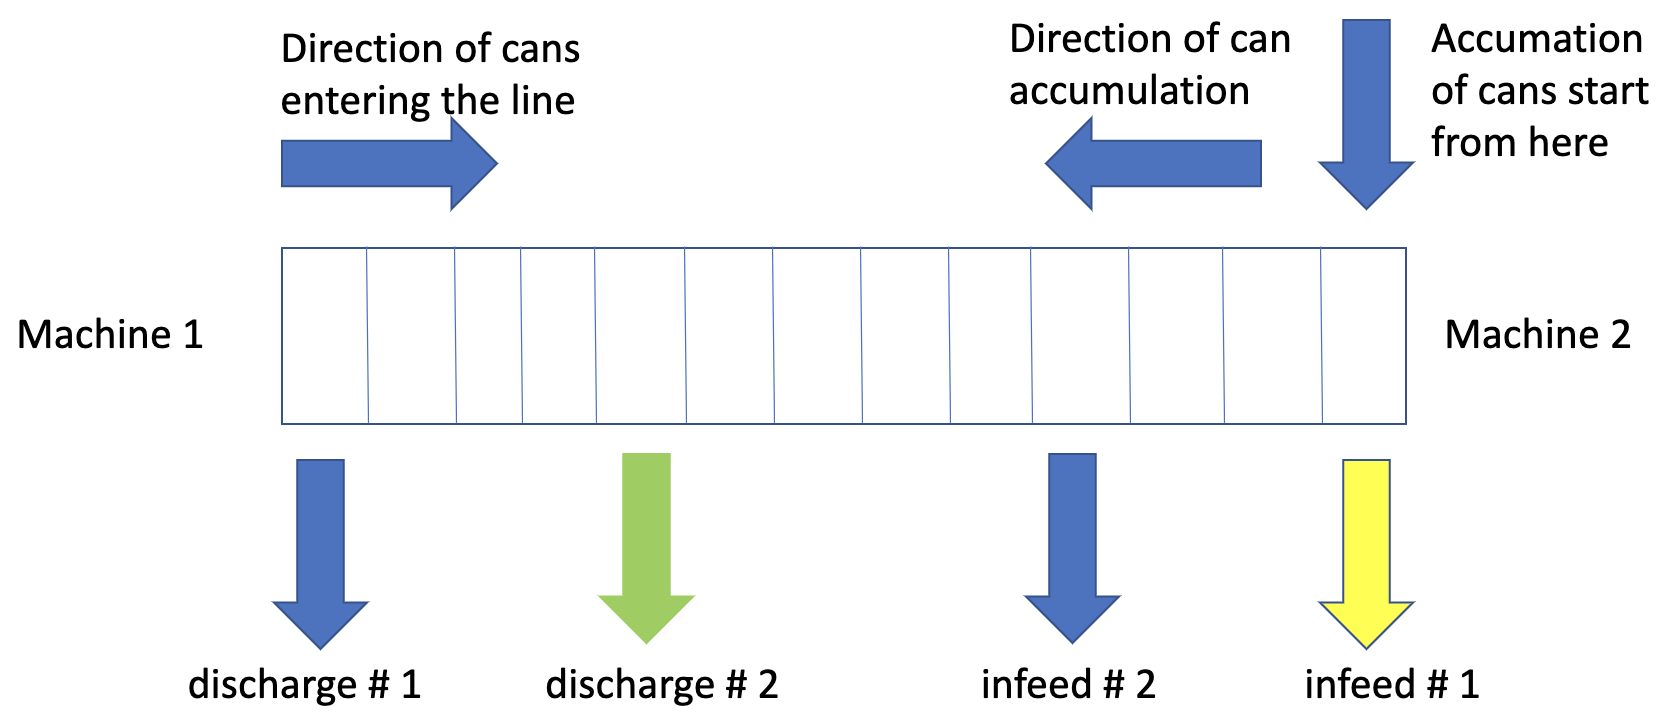 Direction of cans
entering the line
Direction of can
accumulation
Accumation
of cans start
from here
Machine 1
Machine 2
discharge # 1
discharge # 2
infeed # 2
infeed # 1